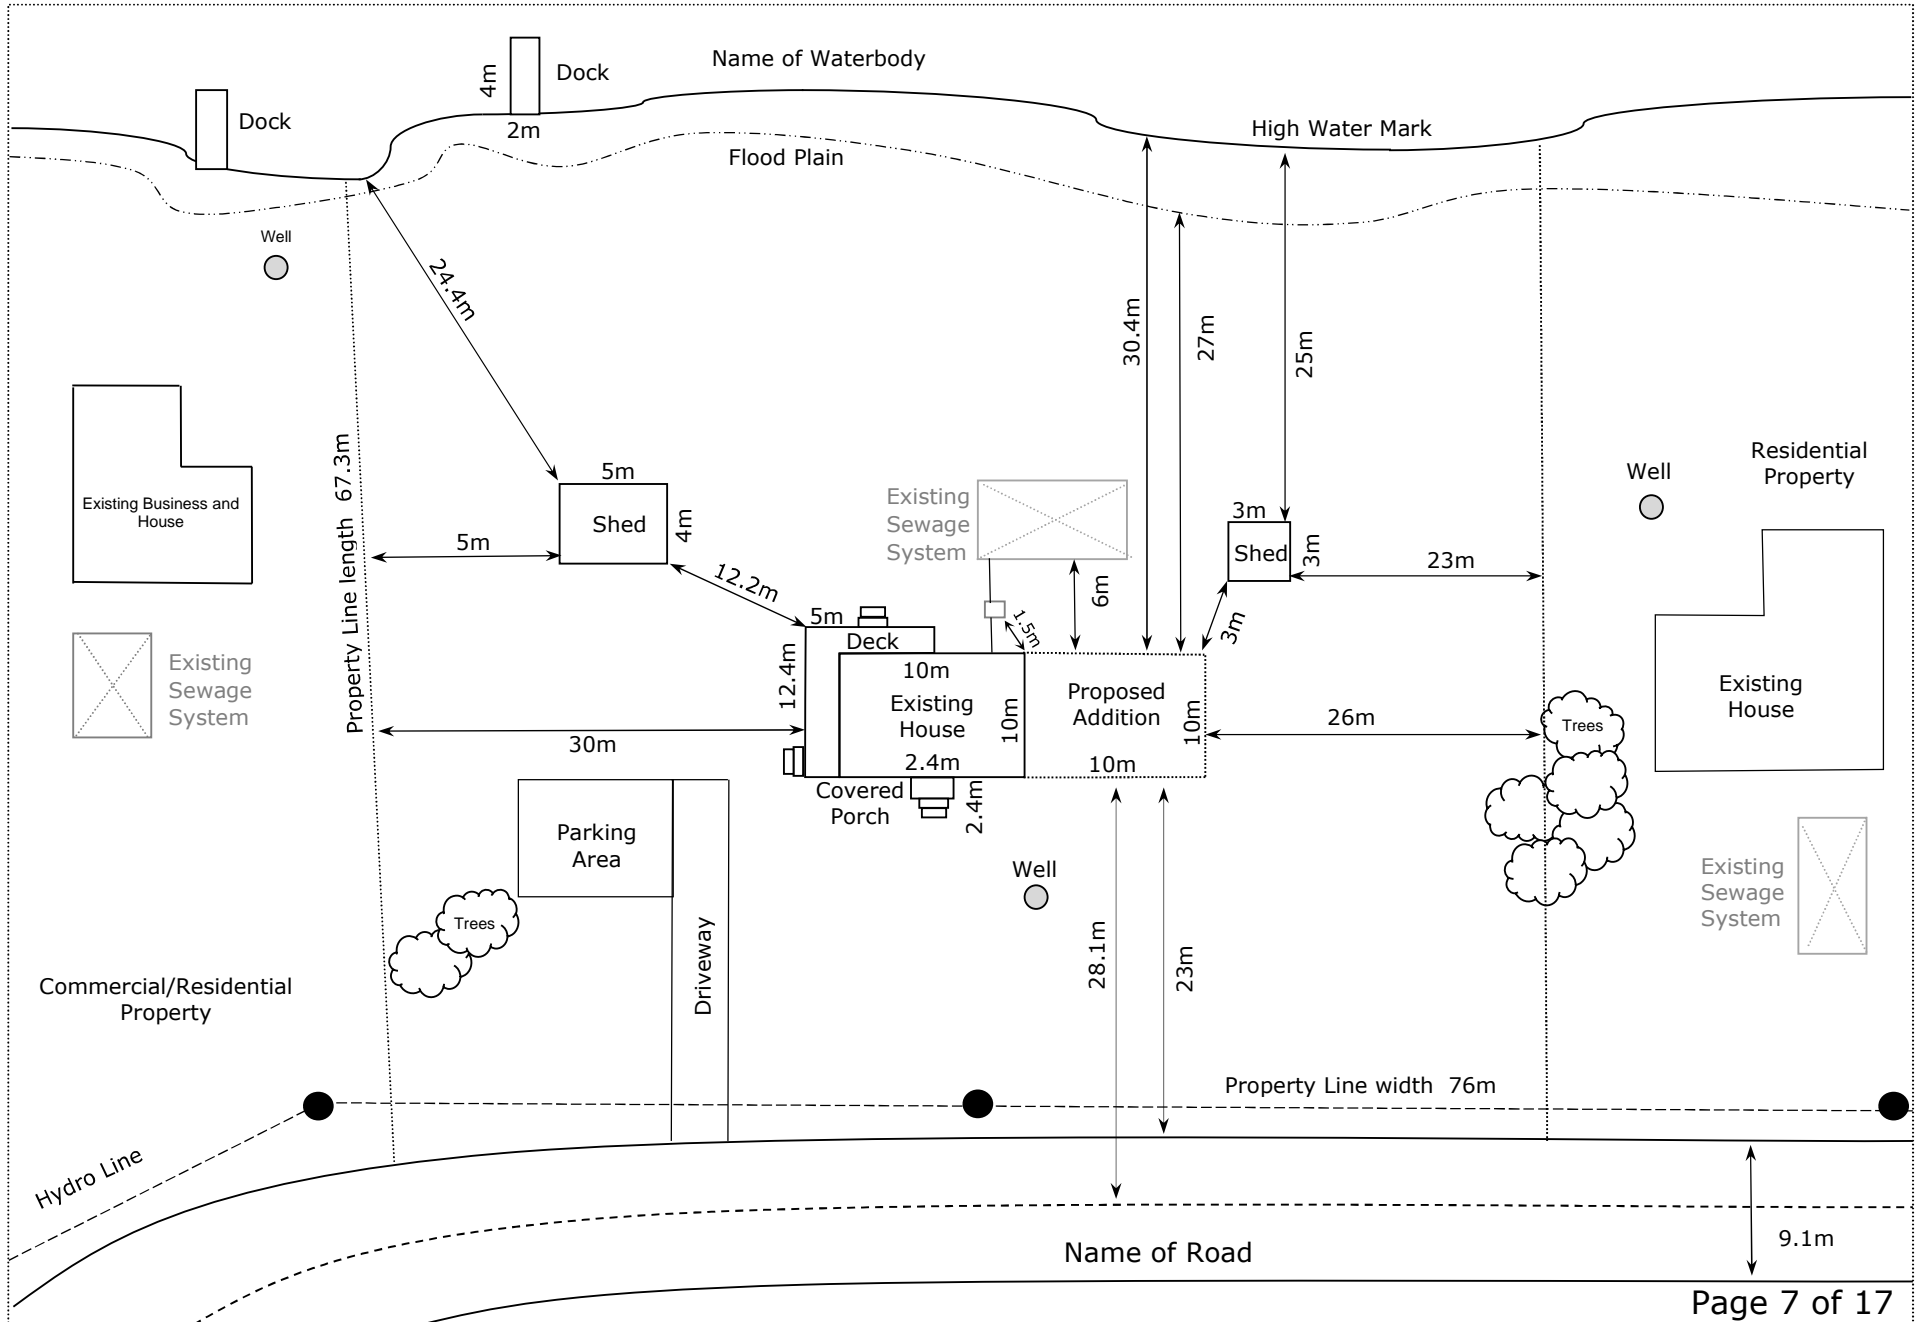 Name of Waterbody
Dock
4m
2m
Dock
High Water Mark
Flood Plain
Well
24.4m
30.4m
27m
25m
Property Line length 67.3m
Existing Business and
House
5m
Shed
4m
5m
12.2m
Existing
Sewage
System
6m
1.5m
3m
Shed
3m
3m
23m
Well
Residential
Property
Existing
Sewage
System
5m
Deck
12.4m
10m
Existing
House
10m
2.4m
Proposed
Addition
10m
10m
30m
26m
Trees
Existing
House
Covered
Porch
2.4m
Parking
Area
Well
Trees
Driveway
28.1m
23m
Existing
Sewage
System
Commercial/Residential
Property
Property Line width 76m
Hydro Line
Name of Road
9.1m
Page 7 of 17